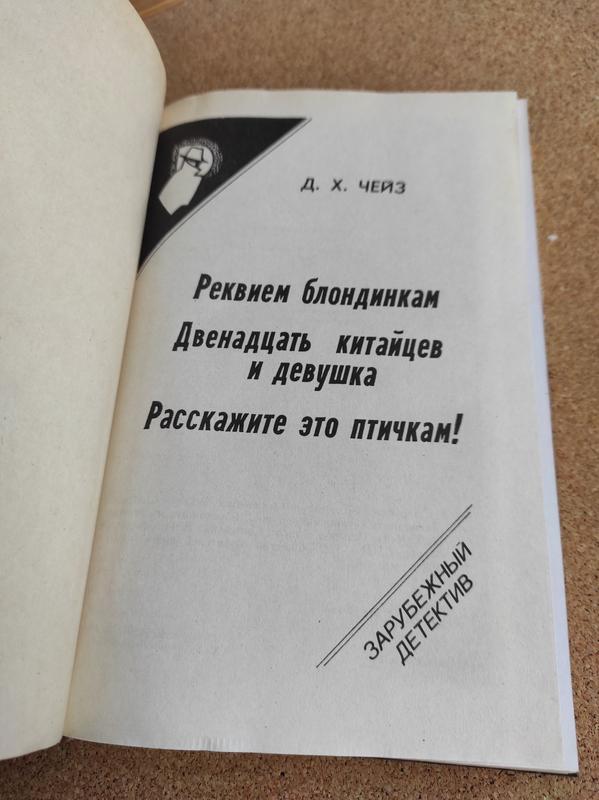 Д. Х. ЧЕЙЗ
Реквием блондинкам
Двенадцать китайцев
и девушка
Расскажите это птичкам!
ЗАРУБЕЖНЫЙ
ДЕТЕКТИВ